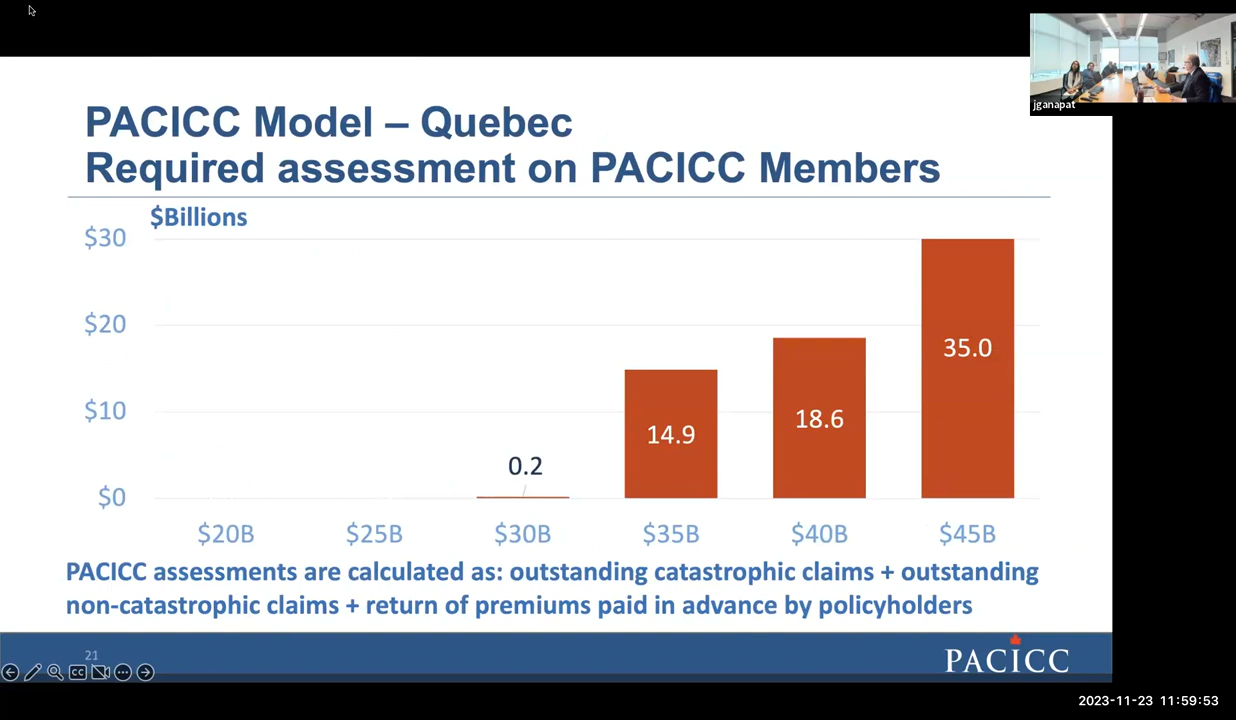 jganapat
PACICC Model – Quebec
Required assessment on PACICC Members
$Billions
$30
$20
$10
$0
0.2
14.9
18.6
35.0
$20B $25B $30B $35B $40B $45B
PACICC assessments are calculated as: outstanding catastrophic claims + outstanding
non-catastrophic claims + return of premiums paid in advance by policyholders
21
CC
PACICC
2023-11-23 11:59:53